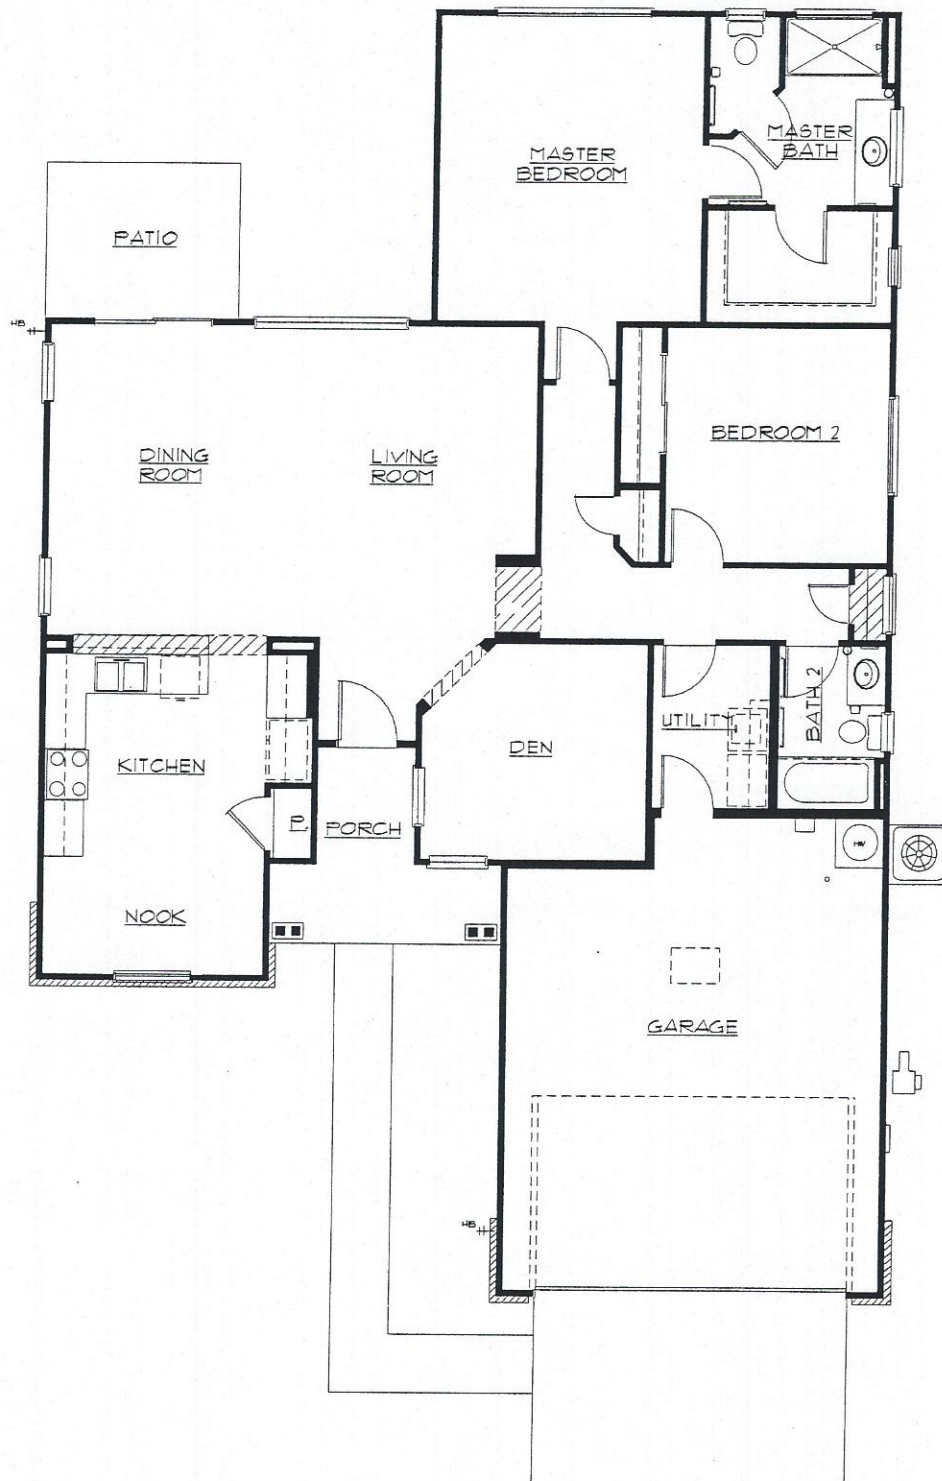 MASTER
BATH
MASTER
BEDROOM
PATIO
HB
BEDROOM 2
DINING
ROOM
LIVING
ROOM
UTILITY
BATH 2
DEN
KITCHEN
P.
PORCH
HW
NOOK
GARAGE
HB